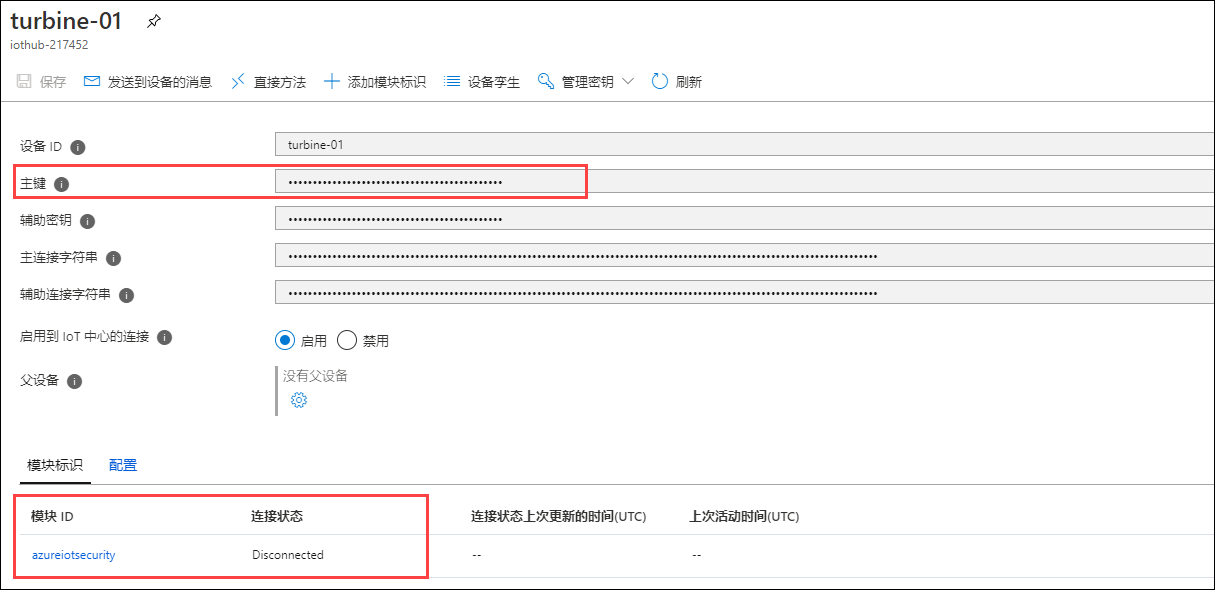 turbine-01
iothub-217452
保存 发送到设备的消息 直接方法 添加模块标识 设备孪生 管理密钥 刷新
设备 ID turbine-01
主键 ••••••••••••••••••••••••••••••••••••••••••••
辅助密钥 ••••••••••••••••••••••••••••••••••••••••••••
主连接字符串 ••••••••••••••••••••••••••••••••••••••••••••••••••••••••••••••••••••••••••••••••••••••••••••••••••••••••••••••••••••••••
辅助连接字符串 ••••••••••••••••••••••••••••••••••••••••••••••••••••••••••••••••••••••••••••••••••••••••••••••••••••••••••••••••••••••••
启用到 IoT 中心的连接 启用 禁用
父设备 没有父设备
模块标识 配置
模块 ID 连接状态 连接状态上次更新的时间(UTC) 上次活动时间(UTC)
azureiotsecurity Disconnected -- --